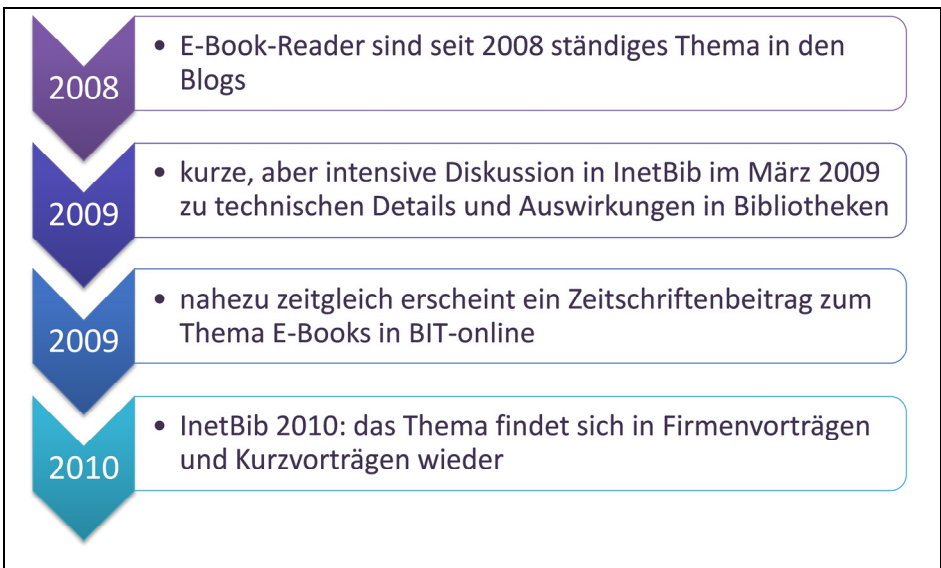 2008
• E-Book-Reader sind seit 2008 ständiges Thema in den
Blogs
2009
• kurze, aber intensive Diskussion in InetBib im März 2009
zu technischen Details und Auswirkungen in Bibliotheken
2009
• nahezu zeitgleich erscheint ein Zeitschriftenbeitrag zum
Thema E-Books in BIT-online
2010
• InetBib 2010: das Thema findet sich in Firmenvorträgen
und Kurzvorträgen wieder